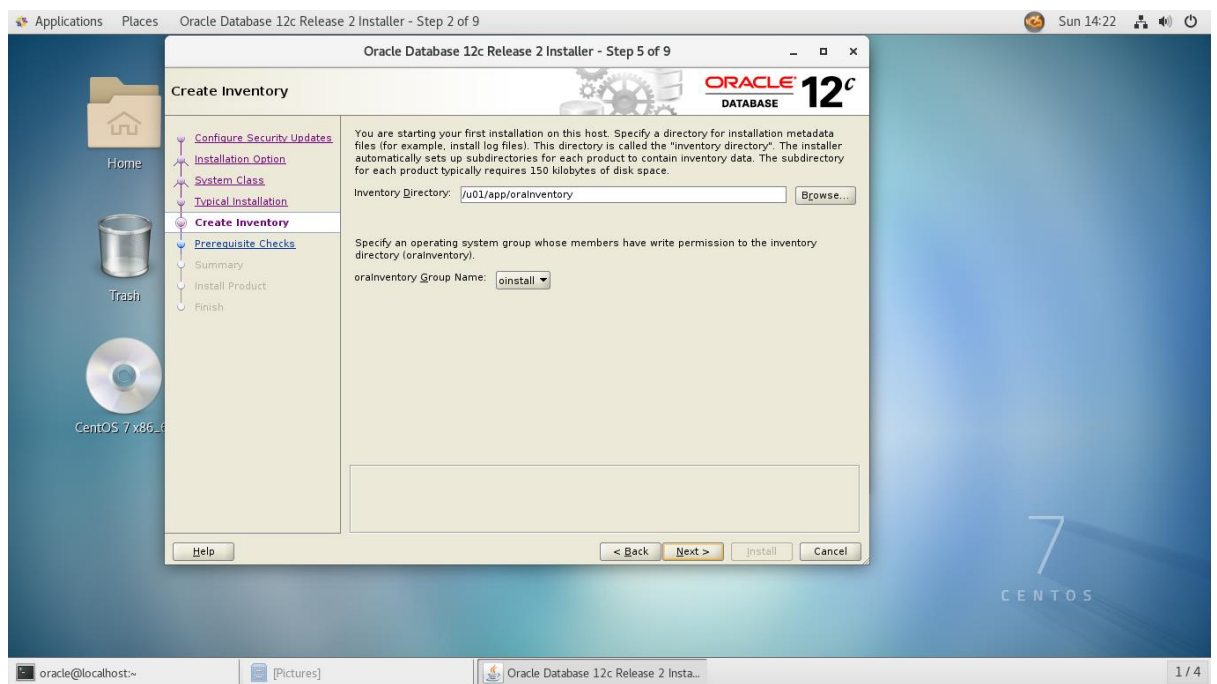 Applications Places Oracle Database 12c Release 2 Installer - Step 2 of 9 Sun 14:22
Oracle Database 12c Release 2 Installer - Step 5 of 9
Create Inventory
ORACLE DATABASE 12c
Home
Trash
CentOS 7 x86_6
Configure Security Updates
Installation Option
System Class
Typical Installation
Create Inventory
Prerequisite Checks
Summary
Install Product
Finish
You are starting your first installation on this host. Specify a directory for installation metadata
files (for example, install log files). This directory is called the "inventory directory". The installer
automatically sets up subdirectories for each product to contain inventory data. The subdirectory
for each product typically requires 150 kilobytes of disk space.
Inventory Directory: /u01/app/oraInventory Browse...
Specify an operating system group whose members have write permission to the inventory
directory (oraInventory).
oraInventory Group Name: oinstall
Help < Back Next > Install Cancel
7
CENTOS
oracle@localhost:~ [Pictures] Oracle Database 12c Release 2 Insta... 1 / 4